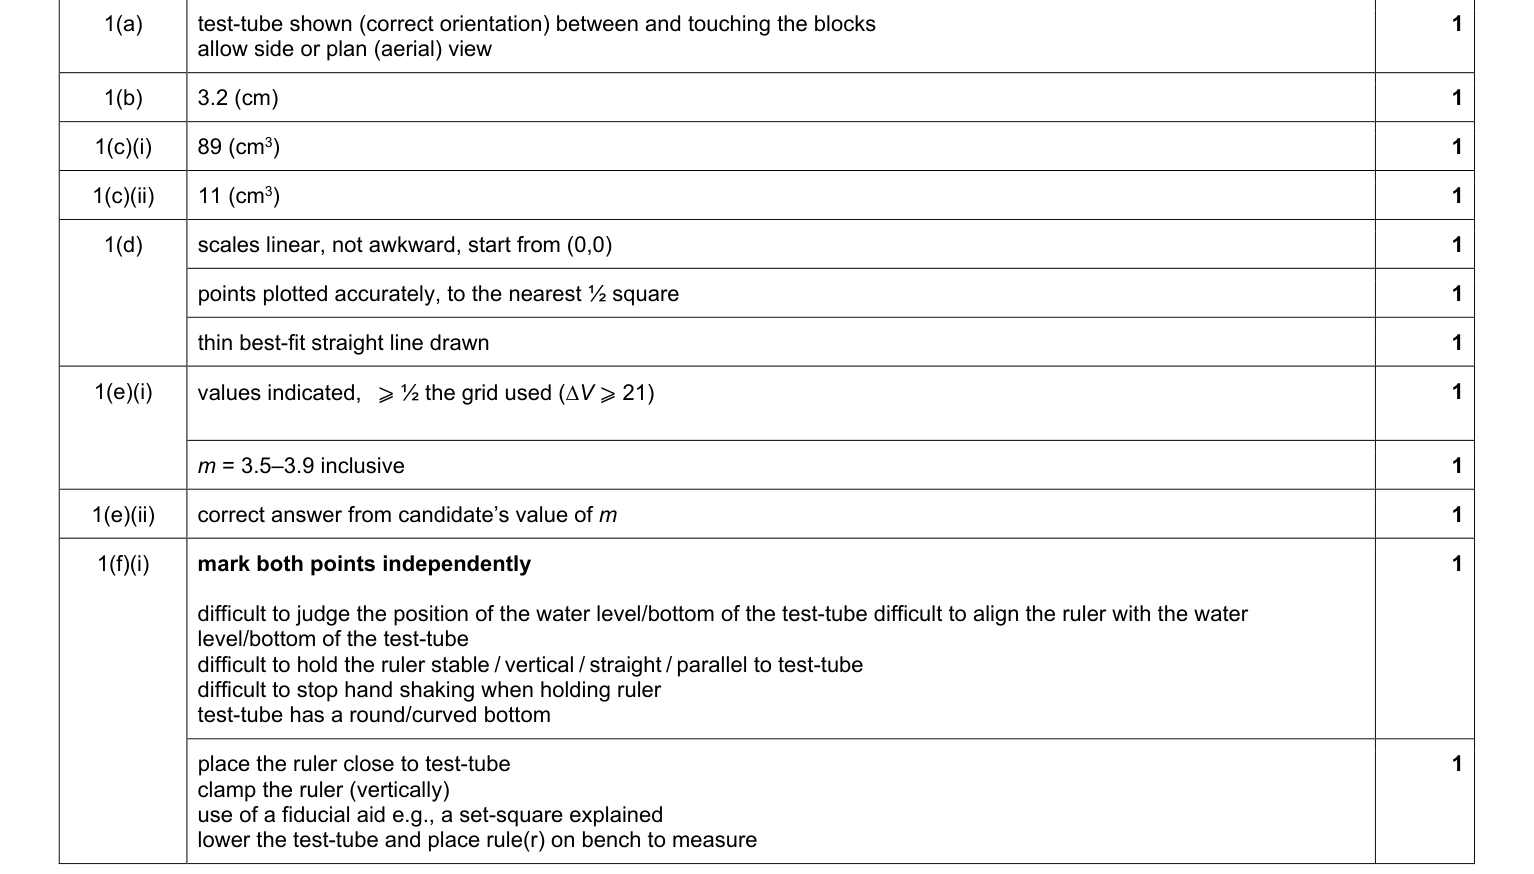 1(a) test-tube shown (correct orientation) between and touching the blocks 1
allow side or plan (aerial) view
1(b) 3.2 (cm) 1
1(c)(i) 89 (cm³) 1
1(c)(ii) 11 (cm³) 1
1(d) scales linear, not awkward, start from (0,0) 1
points plotted accurately, to the nearest ½ square 1
thin best-fit straight line drawn 1
1(e)(i) values indicated, ⩾ ½ the grid used (ΔV ⩾ 21) 1
m = 3.5–3.9 inclusive 1
1(e)(ii) correct answer from candidate’s value of m 1
1(f)(i) mark both points independently 1
difficult to judge the position of the water level/bottom of the test-tube difficult to align the ruler with the water
level/bottom of the test-tube
difficult to hold the ruler stable / vertical / straight / parallel to test-tube
difficult to stop hand shaking when holding ruler
test-tube has a round/curved bottom
place the ruler close to test-tube 1
clamp the ruler (vertically)
use of a fiducial aid e.g., a set-square explained
lower the test-tube and place rule(r) on bench to measure